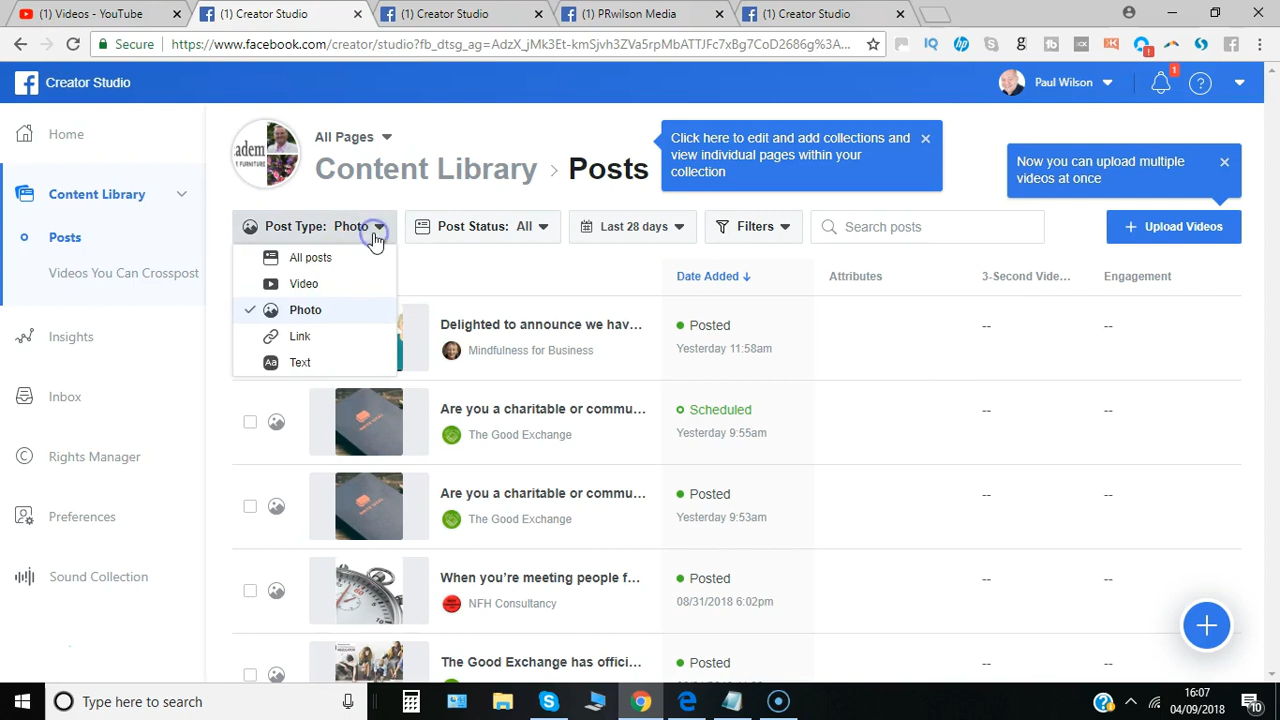 (1) Videos - YouTube
(1) Creator Studio
(1) Creator Studio
(1) PRwilson Media
(1) Creator Studio
Secure
https://www.facebook.com/creator/studio?fb_dtsg_ag=AdzX_jMk3Et-kmSjvh3ZVa5rpMbATTJFc7xBg7CoD2686g%3A...
Creator Studio
Paul Wilson
1
Home
Content Library
Posts
Videos You Can Crosspost
Insights
Inbox
Rights Manager
Preferences
Sound Collection
adem
FURNITURE
All Pages
Content Library > Posts
Click here to edit and add collections and
view individual pages within your
collection
Now you can upload multiple
videos at once
Post Type: Photo
Post Status: All
Last 28 days
Filters
Search posts
+ Upload Videos
All posts
Video
Photo
Link
Aa Text
Date Added ↓
Attributes
3-Second Vide...
Engagement
Delighted to announce we hav...
Mindfulness for Business
Posted
Yesterday 11:58am
--
--
Are you a charitable or commu...
The Good Exchange
Scheduled
Yesterday 9:55am
--
--
Are you a charitable or commu...
The Good Exchange
Posted
Yesterday 9:53am
--
--
When you’re meeting people f...
NFH Consultancy
Posted
08/31/2018 6:02pm
--
--
The Good Exchange has offici...
Posted
--
--
Type here to search
16:07
04/09/2018
10